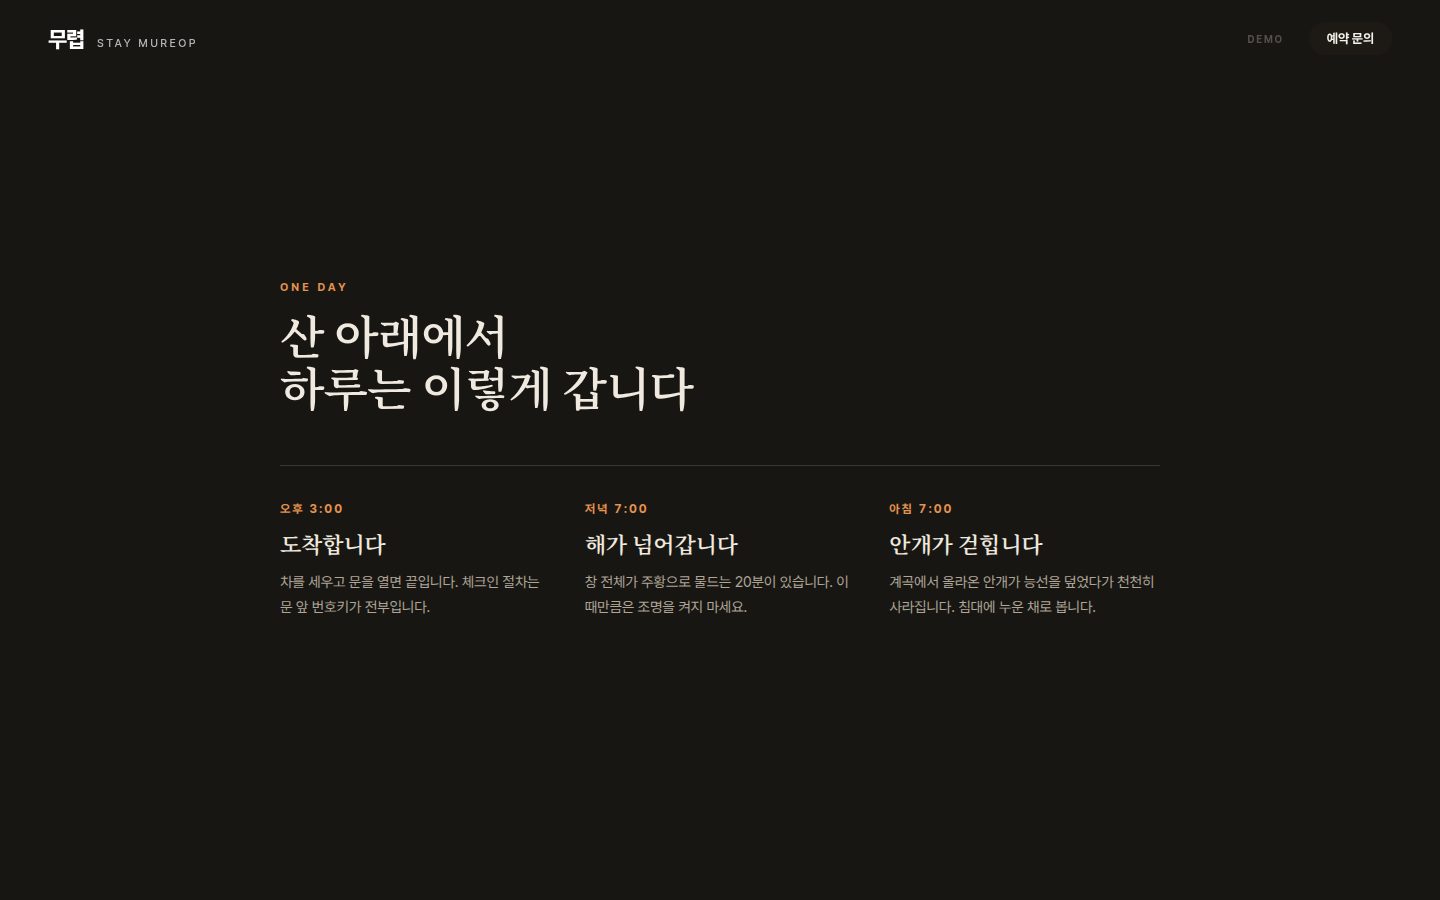 무렵 STAY MUREOP
DEMO
예약 문의
ONE DAY
산 아래에서
하루는 이렇게 갑니다
오후 3:00
도착합니다
차를 세우고 문을 열면 끝입니다. 체크인 절차는
문 앞 번호키가 전부입니다.
저녁 7:00
해가 넘어갑니다
창 전체가 주황으로 물드는 20분이 있습니다. 이
때만큼은 조명을 켜지 마세요.
아침 7:00
안개가 걷힙니다
계곡에서 올라온 안개가 능선을 덮었다가 천천히
사라집니다. 침대에 누운 채로 봅니다.